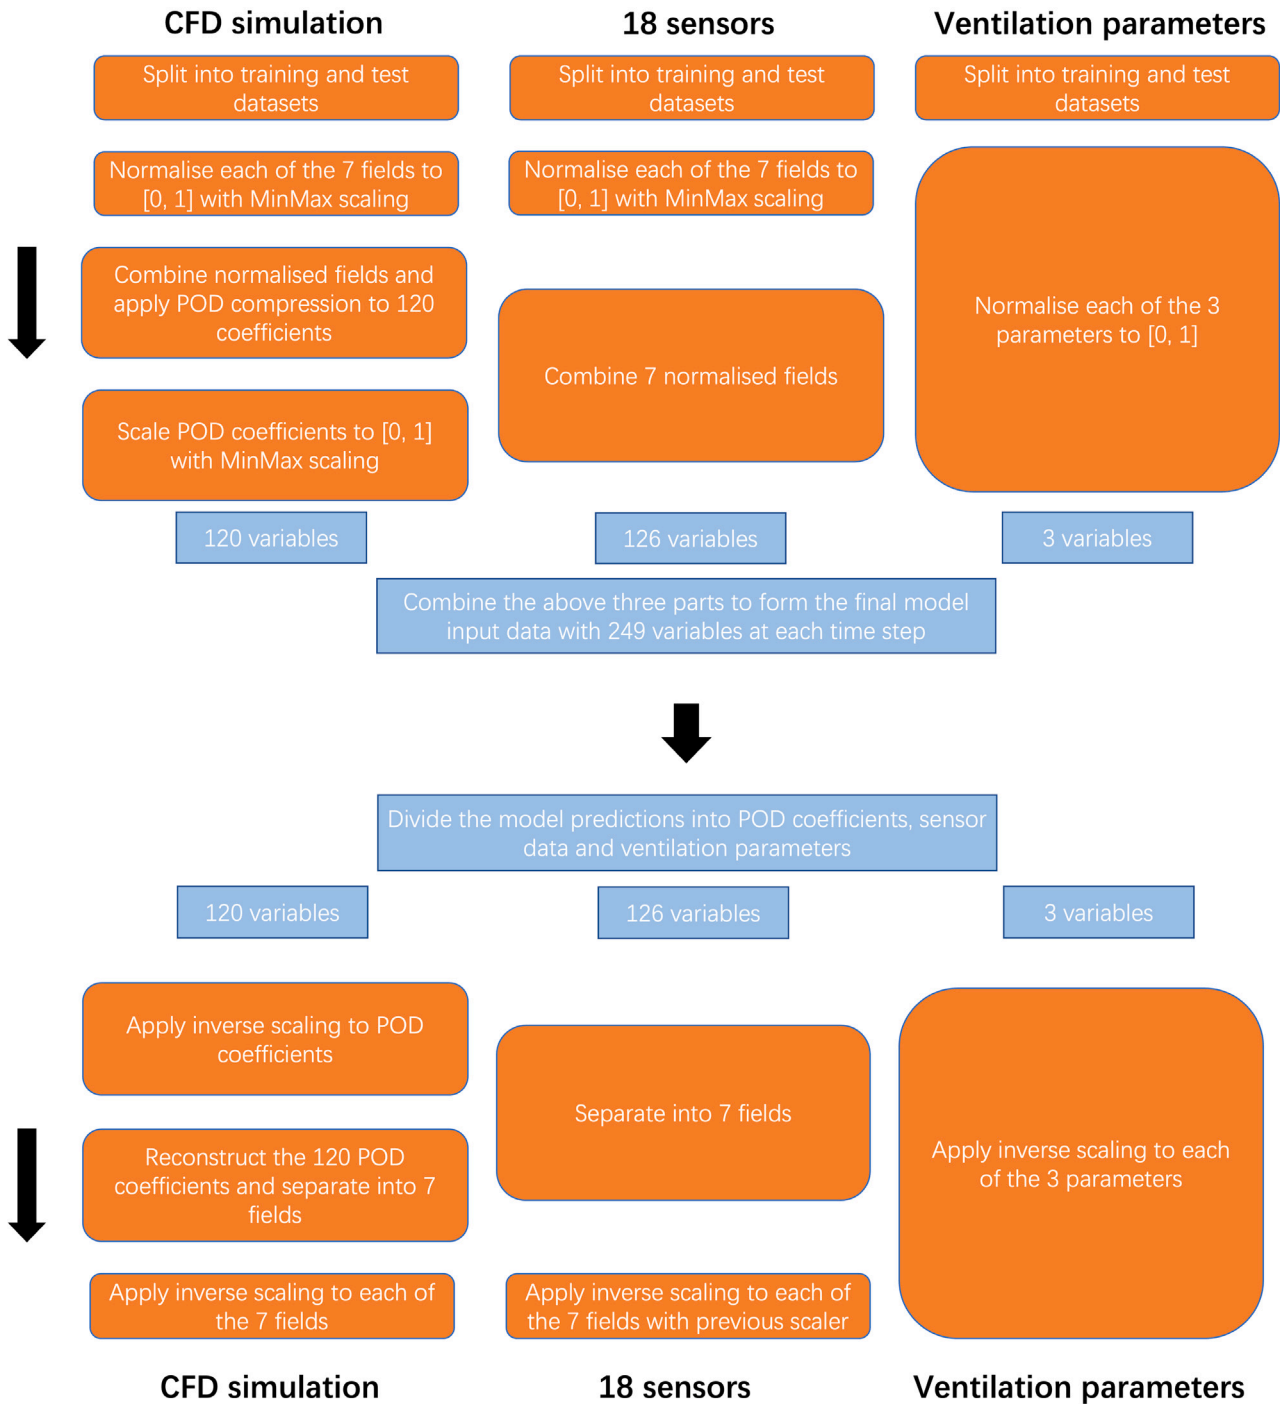 CFD simulation
18 sensors
Ventilation parameters
Split into training and test
datasets
Split into training and test
datasets
Split into training and test
datasets
Normalise each of the 7 fields to
[0, 1] with MinMax scaling
Normalise each of the 7 fields to
[0, 1] with MinMax scaling
Combine normalised fields and
apply POD compression to 120
coefficients
Combine 7 normalised fields
Normalise each of the 3
parameters to [0, 1]
Scale POD coefficients to [0, 1]
with MinMax scaling
120 variables
126 variables
3 variables
Combine the above three parts to form the final model
input data with 249 variables at each time step
Divide the model predictions into POD coefficients, sensor
data and ventilation parameters
120 variables
126 variables
3 variables
Apply inverse scaling to POD
coefficients
Separate into 7 fields
Apply inverse scaling to each
of the 3 parameters
Reconstruct the 120 POD
coefficients and separate into 7
fields
Apply inverse scaling to each of
the 7 fields
Apply inverse scaling to each of
the 7 fields with previous scaler
CFD simulation
18 sensors
Ventilation parameters